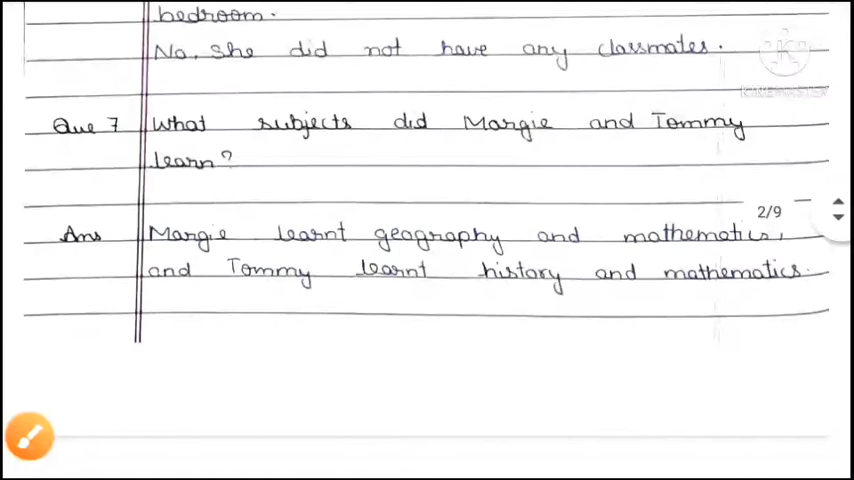 bedroom.
No, she did not have any classmates.
KINEMASTER
Que 7 What subjects did Margie and Tommy
learn?
2/9
Ans Margie learnt geography and mathematics,
and Tommy learnt history and mathematics.